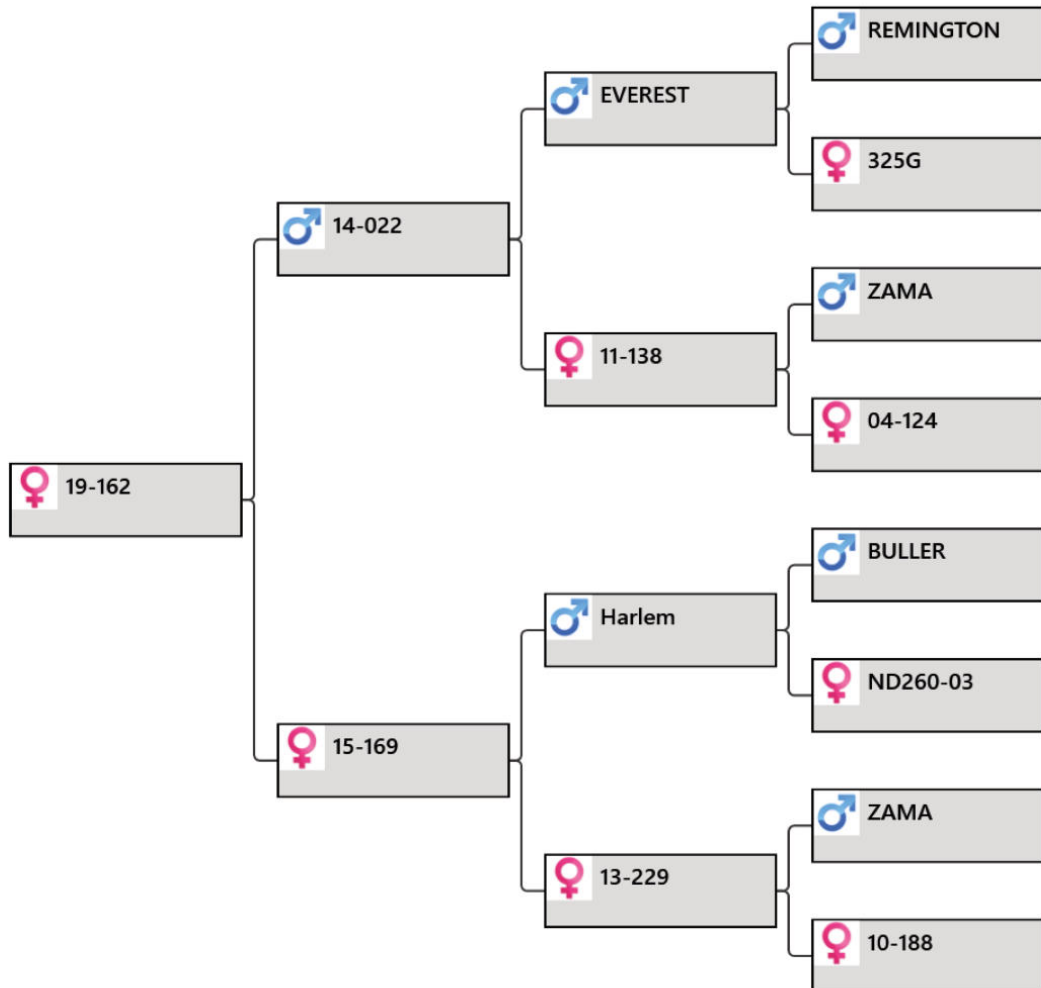 REMINGTON
EVEREST
325G
14-022
ZAMA
11-138
04-124
19-162
BULLER
Harlem
ND260-03
15-169
ZAMA
13-229
10-188